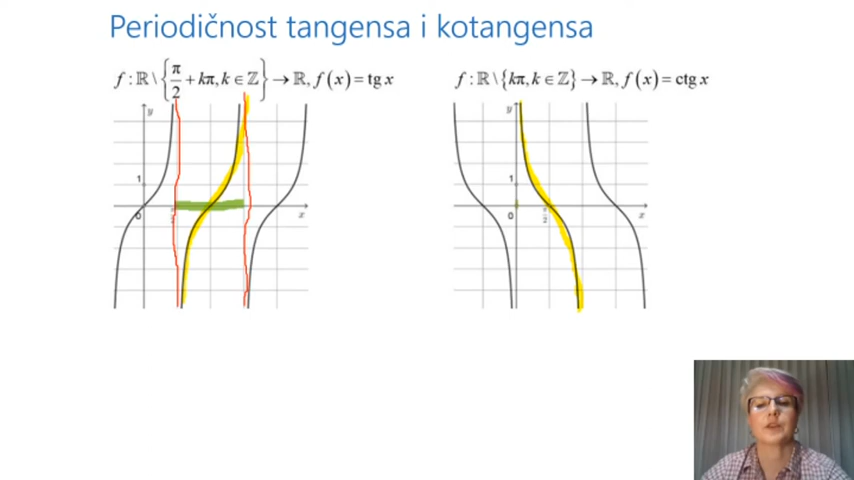 Periodičnost tangensa i kotangensa
f : ℝ \ {π/2 + kπ, k ∈ ℤ} → ℝ, f(x) = tg x
f : ℝ \ {kπ, k ∈ ℤ} → ℝ, f(x) = ctg x
y
1
0
x
y
1
0
π/2
x